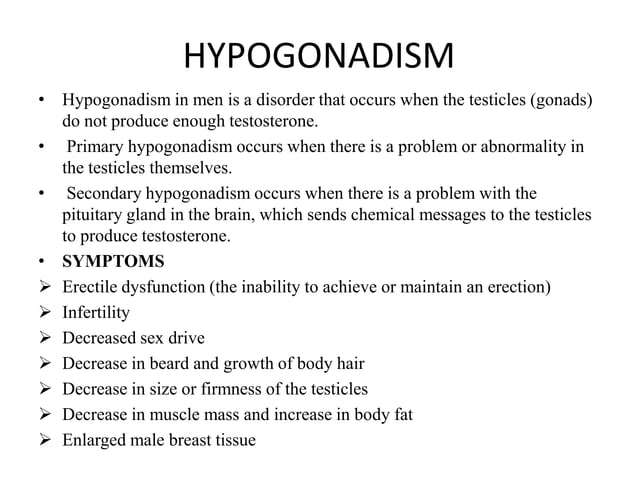 HYPOGONADISM
• Hypogonadism in men is a disorder that occurs when the testicles (gonads)
do not produce enough testosterone.
• Primary hypogonadism occurs when there is a problem or abnormality in
the testicles themselves.
• Secondary hypogonadism occurs when there is a problem with the
pituitary gland in the brain, which sends chemical messages to the testicles
to produce testosterone.
• SYMPTOMS
➢ Erectile dysfunction (the inability to achieve or maintain an erection)
➢ Infertility
➢ Decreased sex drive
➢ Decrease in beard and growth of body hair
➢ Decrease in size or firmness of the testicles
➢ Decrease in muscle mass and increase in body fat
➢ Enlarged male breast tissue